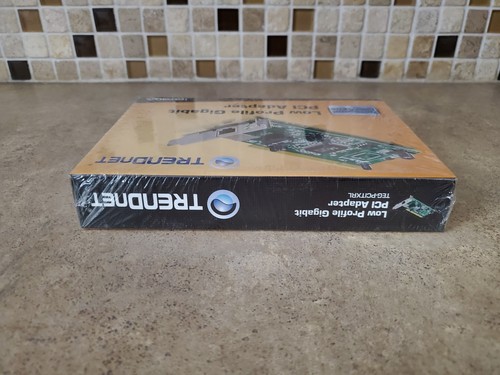 Low Profile Gigabit
PCI Adapter
TRENDNET
TRENDNET
Low Profile Gigabit
PCI Adapter
TEG-PCITXRL